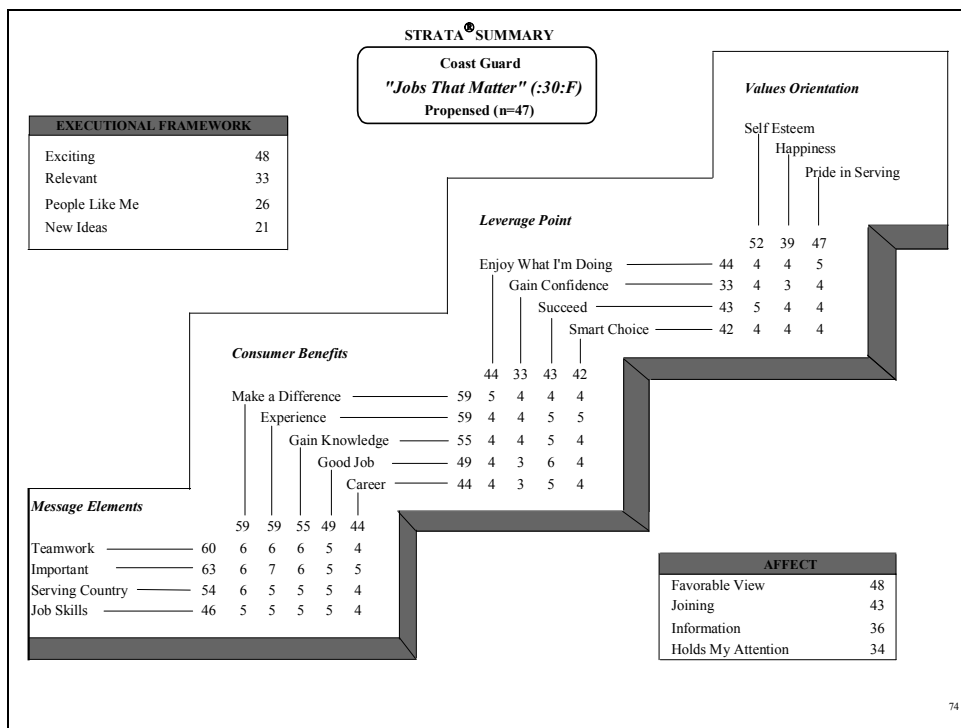 STRATA® SUMMARY
Coast Guard
"Jobs That Matter" (:30:F)
Propensed (n=47)
EXECUTIONAL FRAMEWORK
Exciting 48
Relevant 33
People Like Me 26
New Ideas 21
Values Orientation
Self Esteem
Happiness
Pride in Serving
52 39 47
Leverage Point
Enjoy What I'm Doing 44 4 4 5
Gain Confidence 33 4 3 4
Succeed 43 5 4 4
Smart Choice 42 4 4 4
Consumer Benefits
44 33 43 42
Make a Difference 59 5 4 4 4
Experience 59 4 4 5 5
Gain Knowledge 55 4 4 5 4
Good Job 49 4 3 6 4
Career 44 4 3 5 4
Message Elements
59 59 55 49 44
Teamwork 60 6 6 6 5 4
Important 63 6 7 6 5 5
Serving Country 54 6 5 5 5 4
Job Skills 46 5 5 5 5 4
AFFECT
Favorable View 48
Joining 43
Information 36
Holds My Attention 34
74